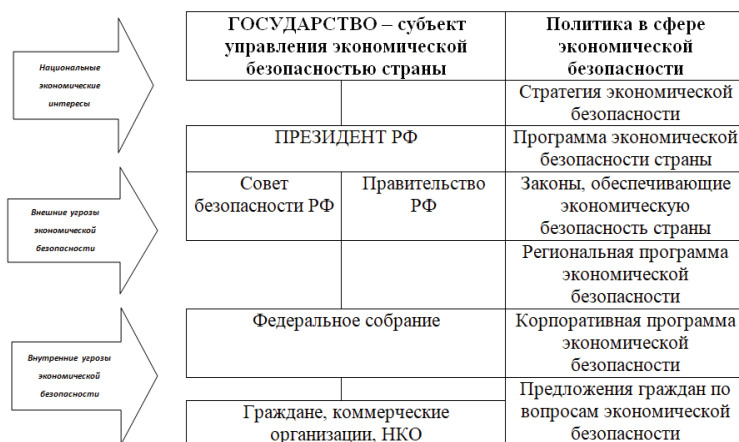 Национальные
экономические
интересы
Внешние угрозы
экономической
безопасности
Внутренние угрозы
экономической
безопасности
ГОСУДАРСТВО – субъект
управления экономической
безопасностью страны
Политика в сфере
экономической
безопасности
Стратегия экономической
безопасности
ПРЕЗИДЕНТ РФ
Программа экономической
безопасности страны
Совет
безопасности РФ
Правительство
РФ
Законы, обеспечивающие
экономическую
безопасность страны
Региональная программа
экономической
безопасности
Федеральное собрание
Корпоративная программа
экономической
безопасности
Предложения граждан по
вопросам экономической
безопасности
Граждане, коммерческие
организации, НКО